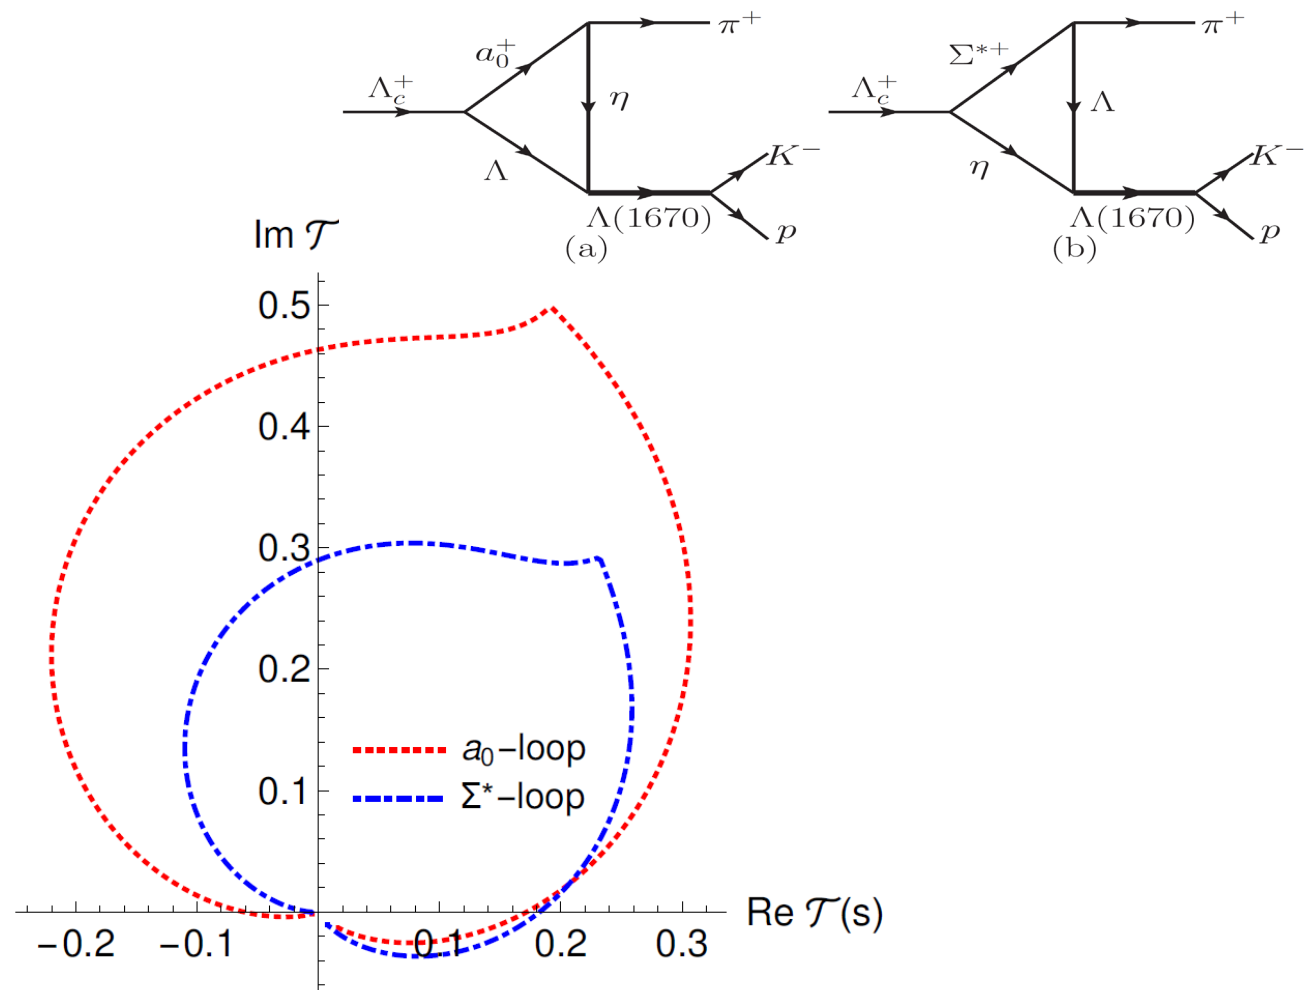 π⁺
a₀⁺
Λc⁺
η
Λ
K⁻
Λ(1670)
p
(a)
π⁺
Σ*⁺
Λc⁺
Λ
η
K⁻
Λ(1670)
p
(b)
Im 𝒯
0.5
0.4
0.3
0.2
0.1
a₀−loop
Σ*−loop
−0.2 −0.1 0.1 0.2 0.3
Re 𝒯(s)